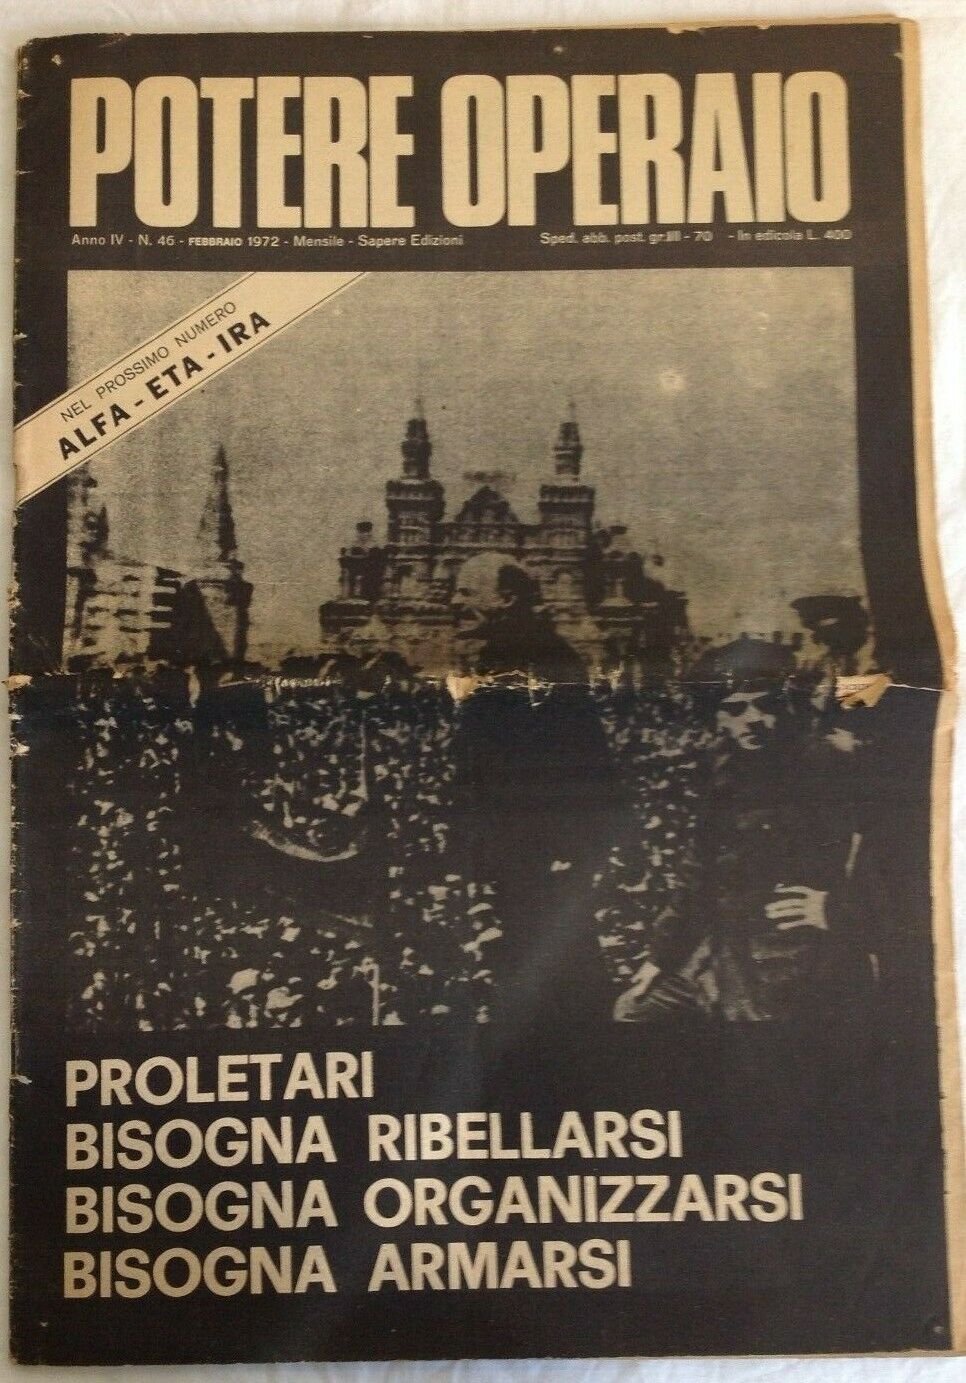 POTERE OPERAIO
Anno IV - N. 46 - FEBBRAIO 1972 - Mensile - Sapere Edizioni Sped. abb. post. gr. III - 70 - In edicola L. 400
NEL PROSSIMO NUMERO
ALFA - ETA - IRA
PROLETARI
BISOGNA RIBELLARSI
BISOGNA ORGANIZZARSI
BISOGNA ARMARSI